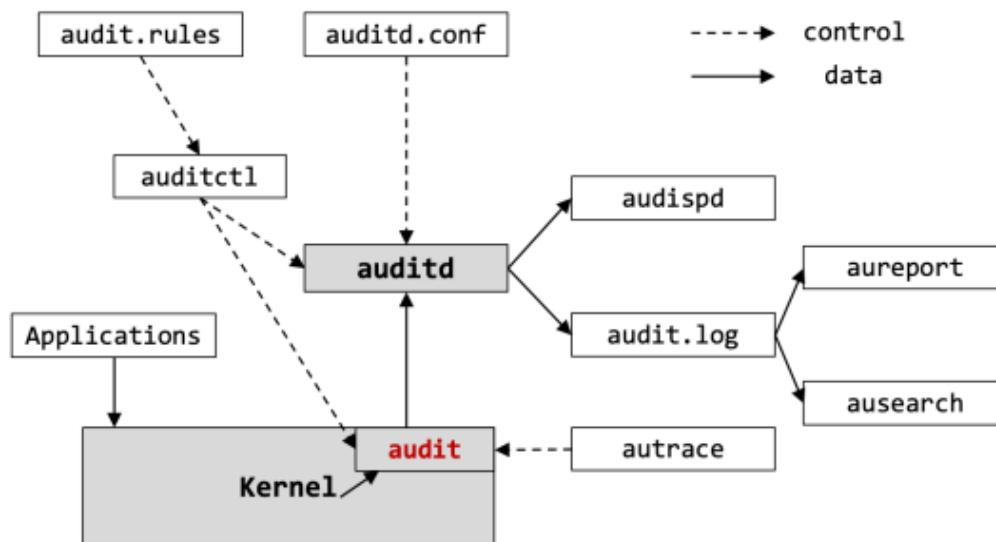 audit.rules
auditd.conf
control
data
auditctl
audispd
auditd
aureport
Applications
audit.log
ausearch
audit
autrace
Kernel